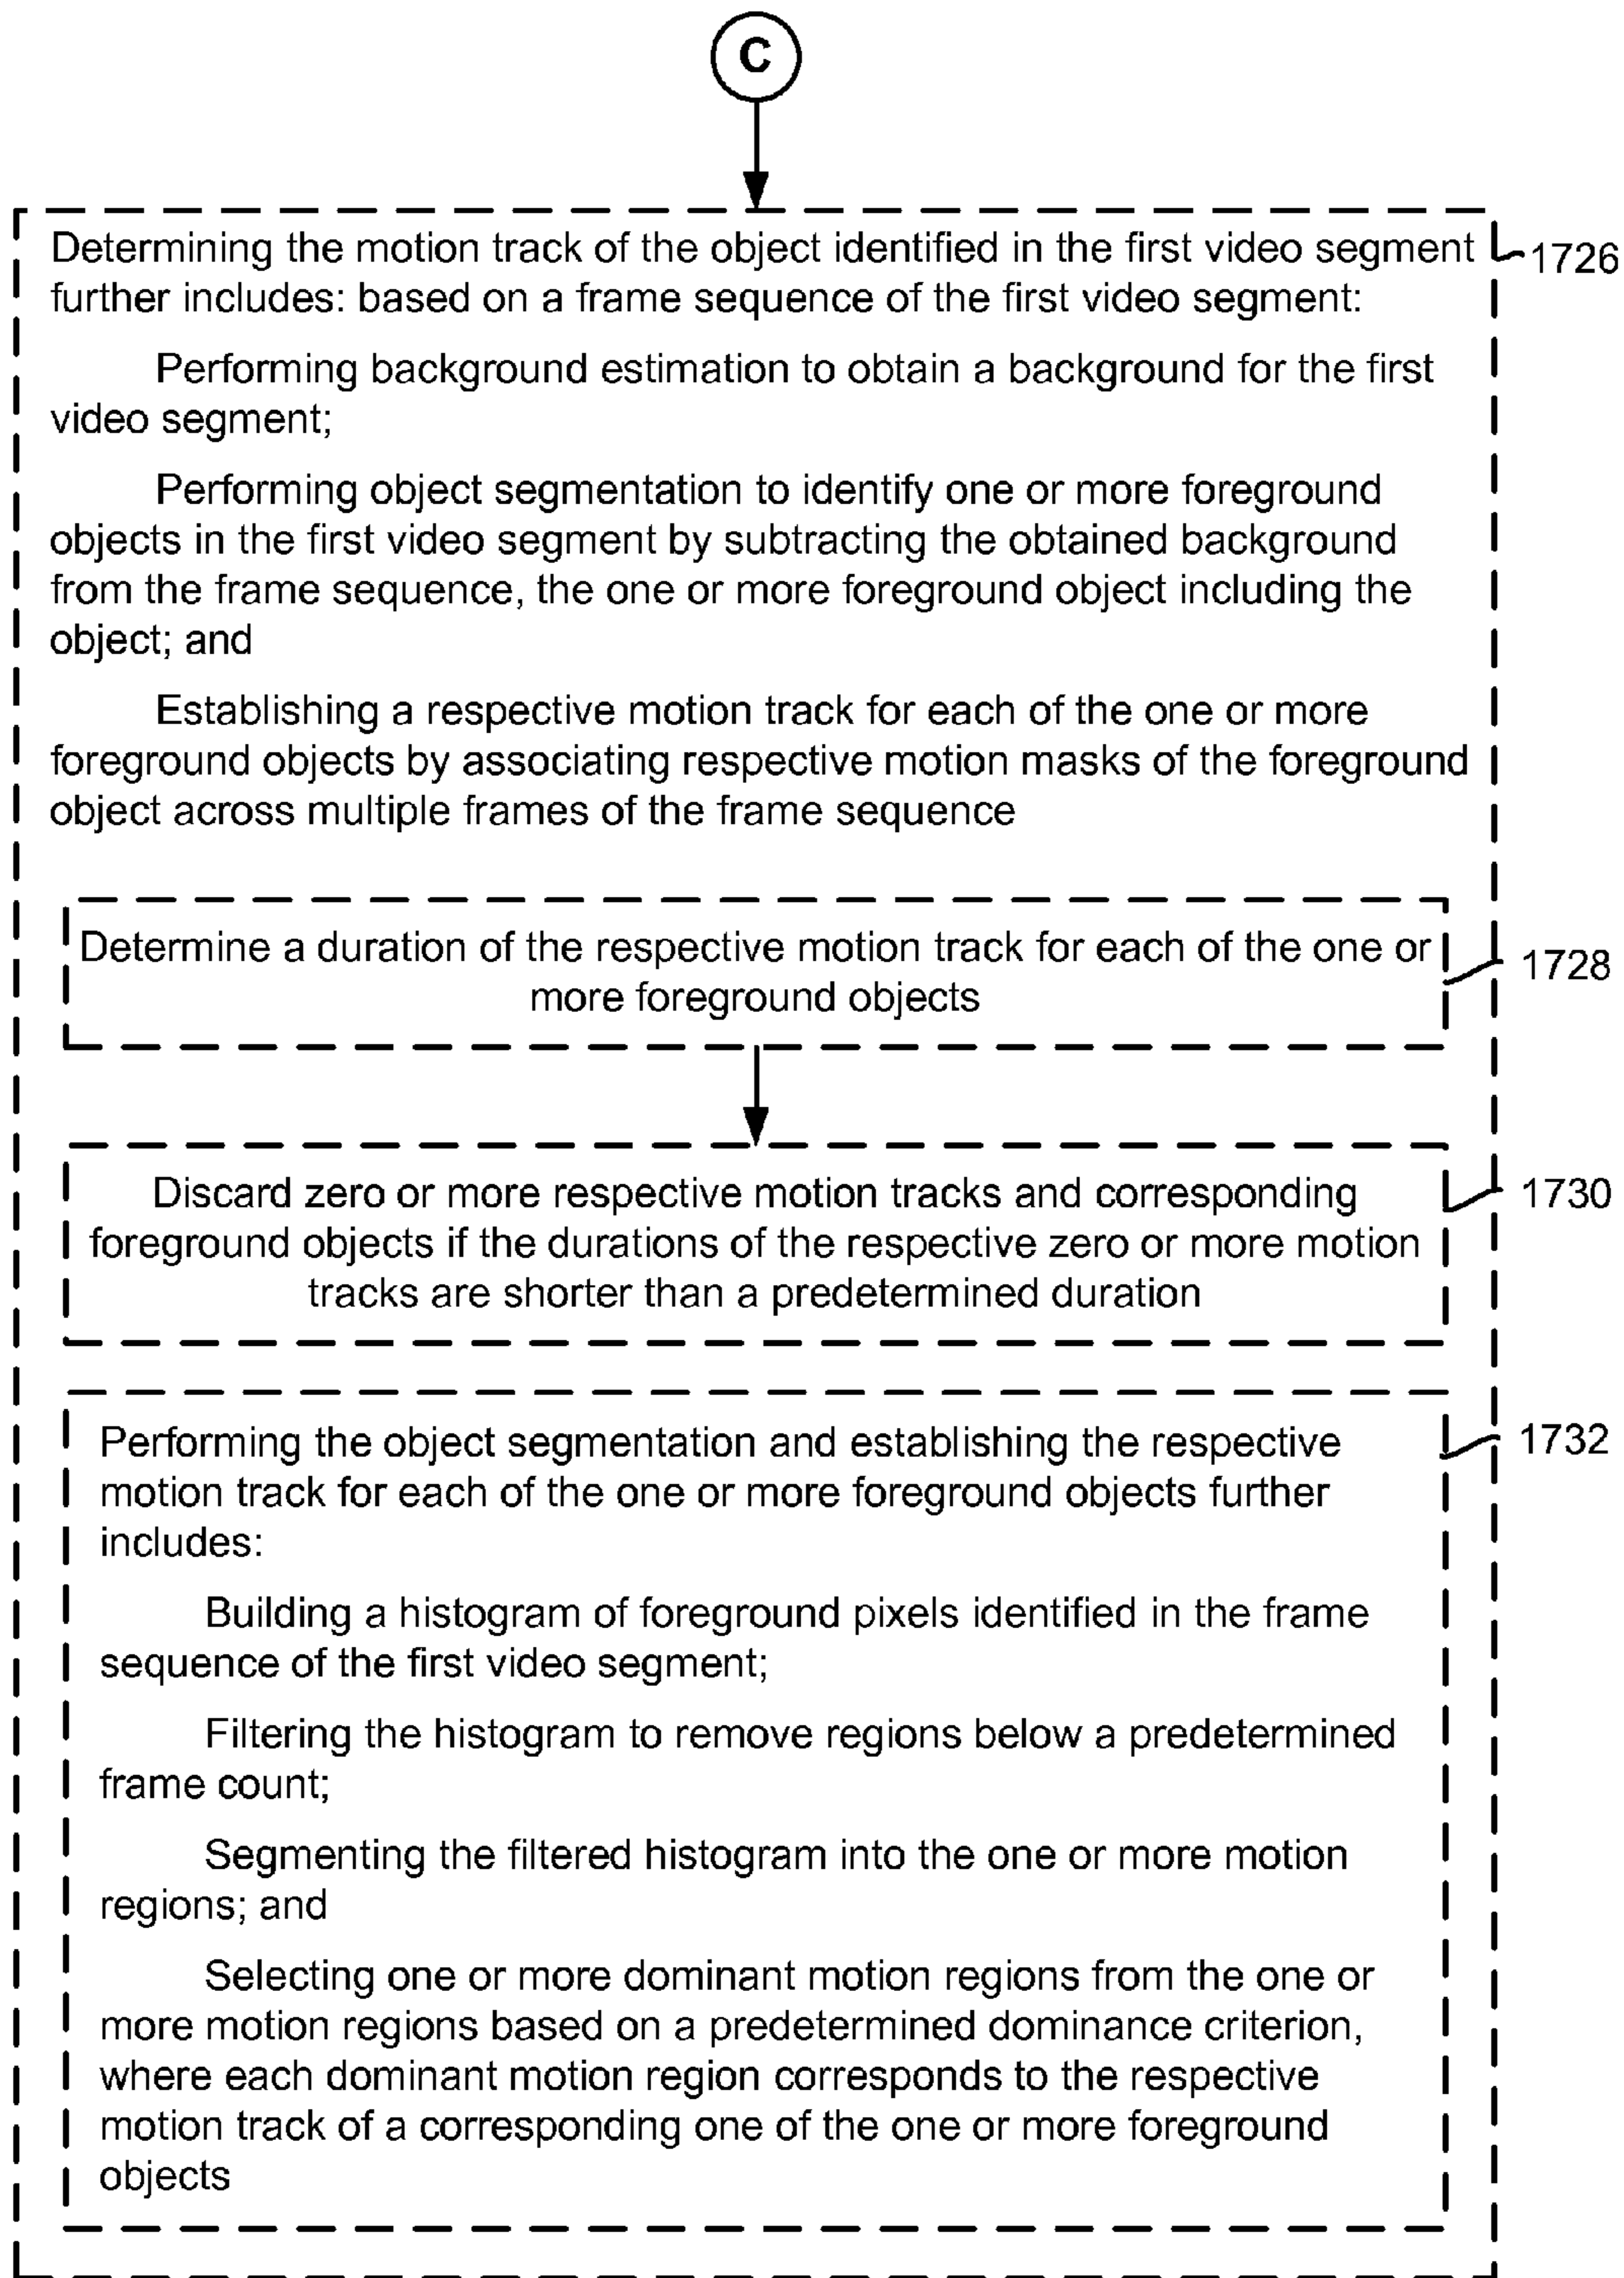 C
Determining the motion track of the object identified in the first video segment
further includes: based on a frame sequence of the first video segment:
Performing background estimation to obtain a background for the first
video segment;
Performing object segmentation to identify one or more foreground
objects in the first video segment by subtracting the obtained background
from the frame sequence, the one or more foreground object including the
object; and
Establishing a respective motion track for each of the one or more
foreground objects by associating respective motion masks of the foreground
object across multiple frames of the frame sequence
1726
Determine a duration of the respective motion track for each of the one or
more foreground objects
1728
Discard zero or more respective motion tracks and corresponding
foreground objects if the durations of the respective zero or more motion
tracks are shorter than a predetermined duration
1730
Performing the object segmentation and establishing the respective
motion track for each of the one or more foreground objects further
includes:
Building a histogram of foreground pixels identified in the frame
sequence of the first video segment;
Filtering the histogram to remove regions below a predetermined
frame count;
Segmenting the filtered histogram into the one or more motion
regions; and
Selecting one or more dominant motion regions from the one or
more motion regions based on a predetermined dominance criterion,
where each dominant motion region corresponds to the respective
motion track of a corresponding one of the one or more foreground
objects
1732